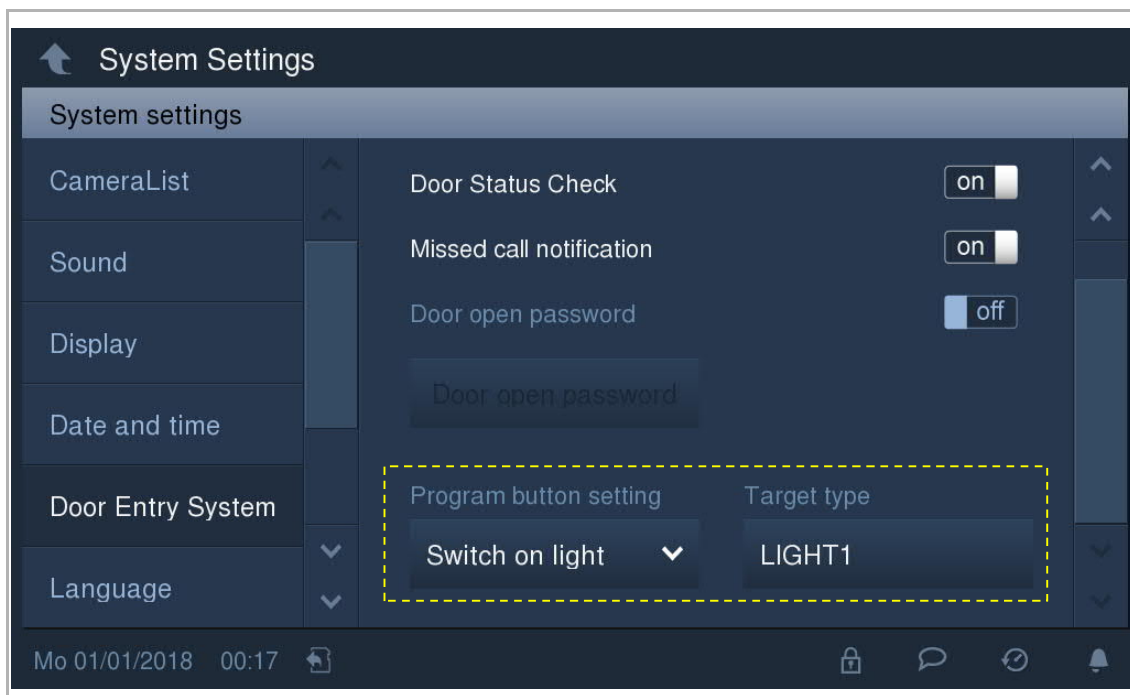 System Settings
System settings
CameraList
Sound
Display
Date and time
Door Entry System
Language
Door Status Check
on
Missed call notification
on
Door open password
off
Door open password
Program button setting
Target type
Switch on light
LIGHT1
Mo 01/01/2018 00:17